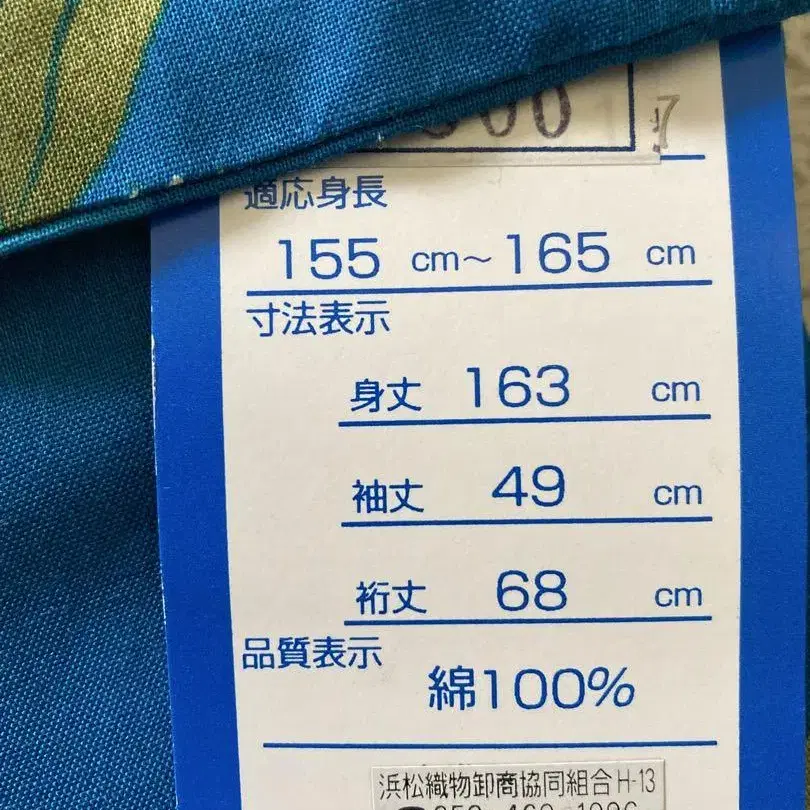 適応身長
155 cm～165 cm
寸法表示
身丈 163 cm
袖丈 49 cm
裄丈 68 cm
品質表示
綿100%
浜松織物卸商協同組合H-13